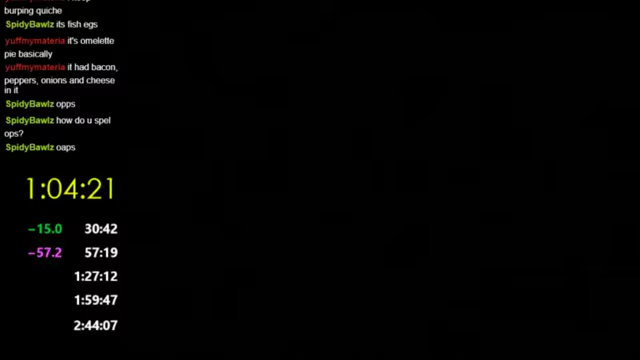 burping quiche
SpidyBawlz its fish egs
yuffmymateria it's omelette
pie basically
yuffmymateria it had bacon,
peppers, onions and cheese
in it
SpidyBawlz opps
SpidyBawlz how do u spel
ops?
SpidyBawlz oaps
1:04:21
−15.0 30:42
−57.2 57:19
1:27:12
1:59:47
2:44:07